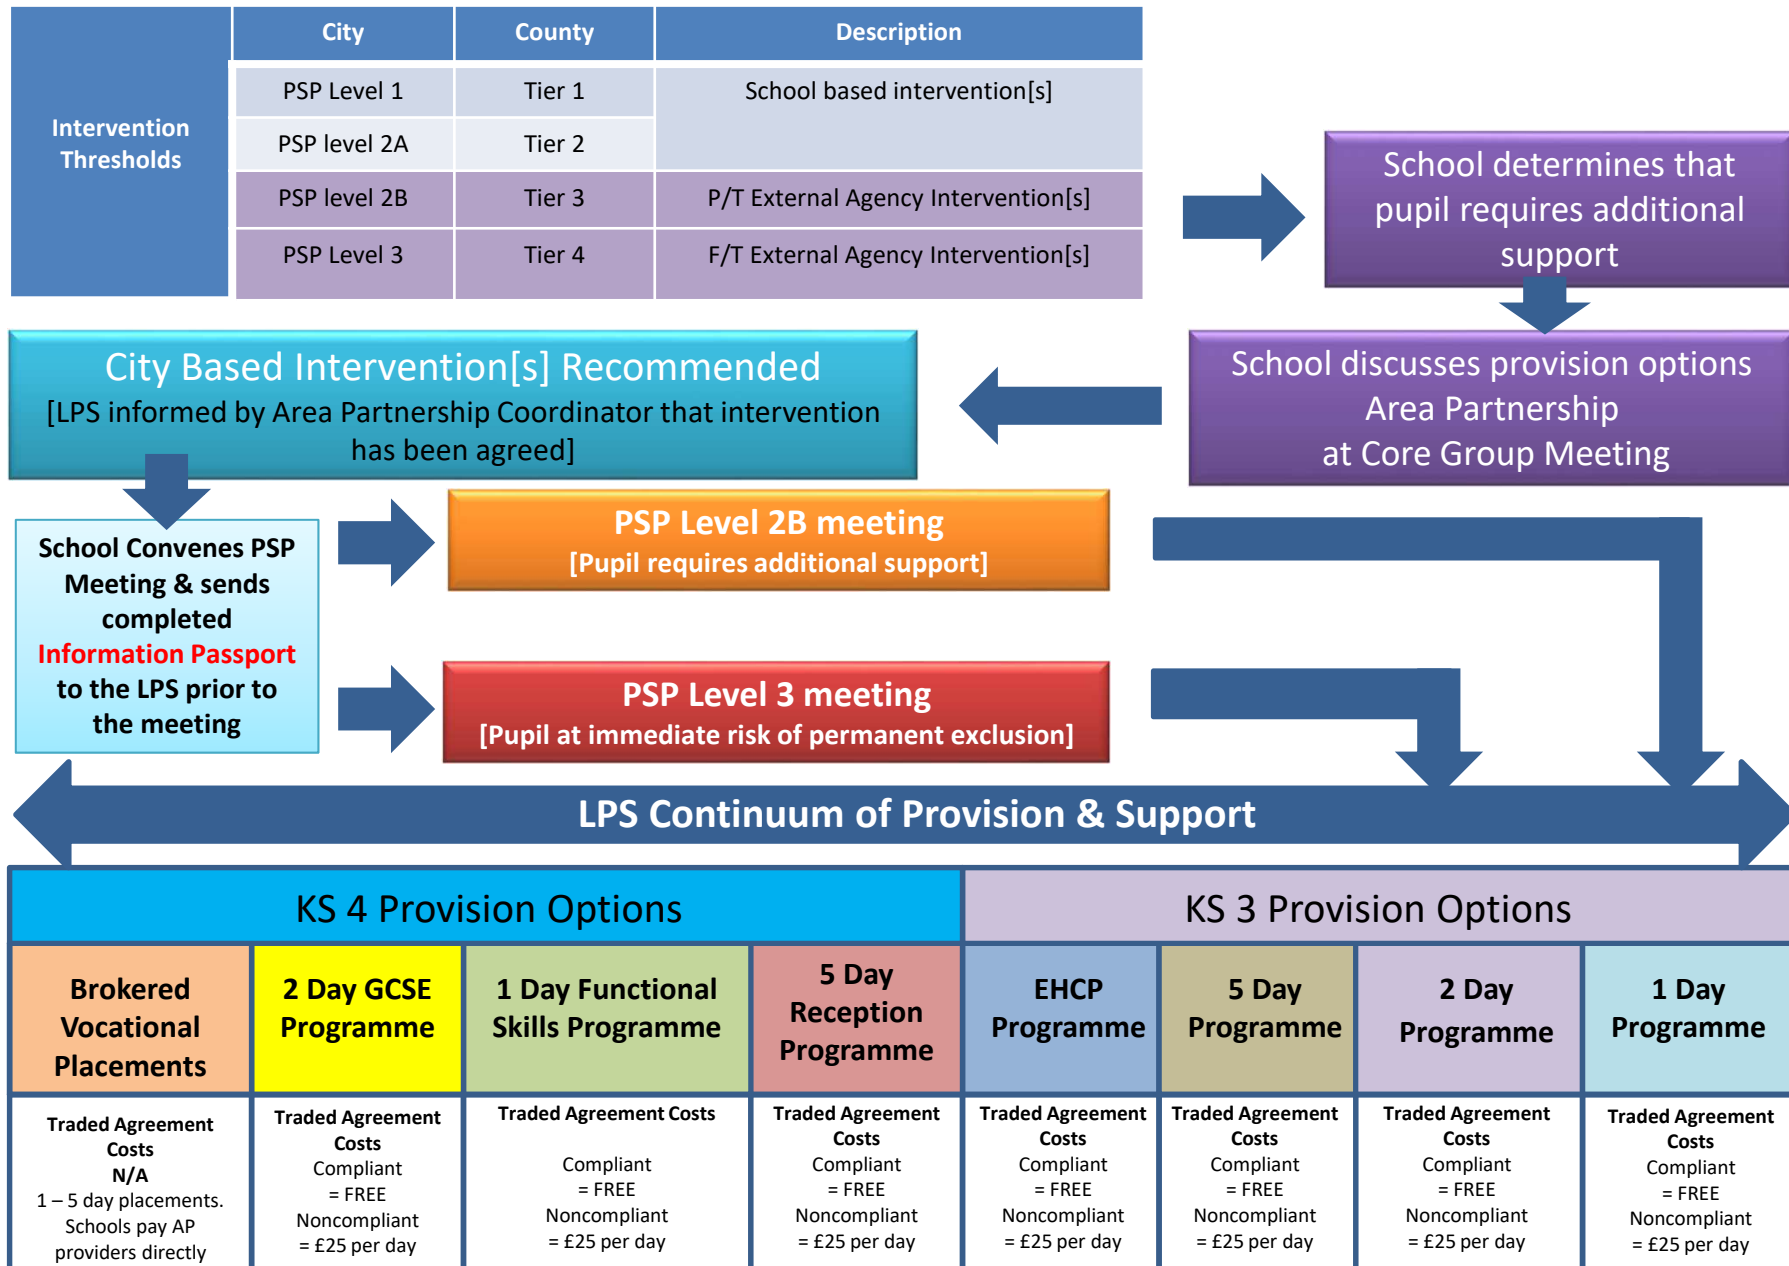 City County Description
Intervention
Thresholds
PSP Level 1 Tier 1 School based intervention[s]
PSP level 2A Tier 2
PSP level 2B Tier 3 P/T External Agency Intervention[s]
PSP Level 3 Tier 4 F/T External Agency Intervention[s]
School determines that
pupil requires additional
support
School discusses provision options
Area Partnership
at Core Group Meeting
City Based Intervention[s] Recommended
[LPS informed by Area Partnership Coordinator that intervention
has been agreed]
School Convenes PSP
Meeting & sends
completed
Information Passport
to the LPS prior to
the meeting
PSP Level 2B meeting
[Pupil requires additional support]
PSP Level 3 meeting
[Pupil at immediate risk of permanent exclusion]
LPS Continuum of Provision & Support
KS 4 Provision Options
KS 3 Provision Options
Brokered
Vocational
Placements
2 Day GCSE
Programme
1 Day Functional
Skills Programme
5 Day
Reception
Programme
EHCP
Programme
5 Day
Programme
2 Day
Programme
1 Day
Programme
Traded Agreement
Costs
N/A
1 – 5 day placements.
Schools pay AP
providers directly
Traded Agreement
Costs
Compliant
= FREE
Noncompliant
= £25 per day
Traded Agreement Costs
Compliant
= FREE
Noncompliant
= £25 per day
Traded Agreement
Costs
Compliant
= FREE
Noncompliant
= £25 per day
Traded Agreement
Costs
Compliant
= FREE
Noncompliant
= £25 per day
Traded Agreement
Costs
Compliant
= FREE
Noncompliant
= £25 per day
Traded Agreement
Costs
Compliant
= FREE
Noncompliant
= £25 per day
Traded Agreement
Costs
Compliant
= FREE
Noncompliant
= £25 per day